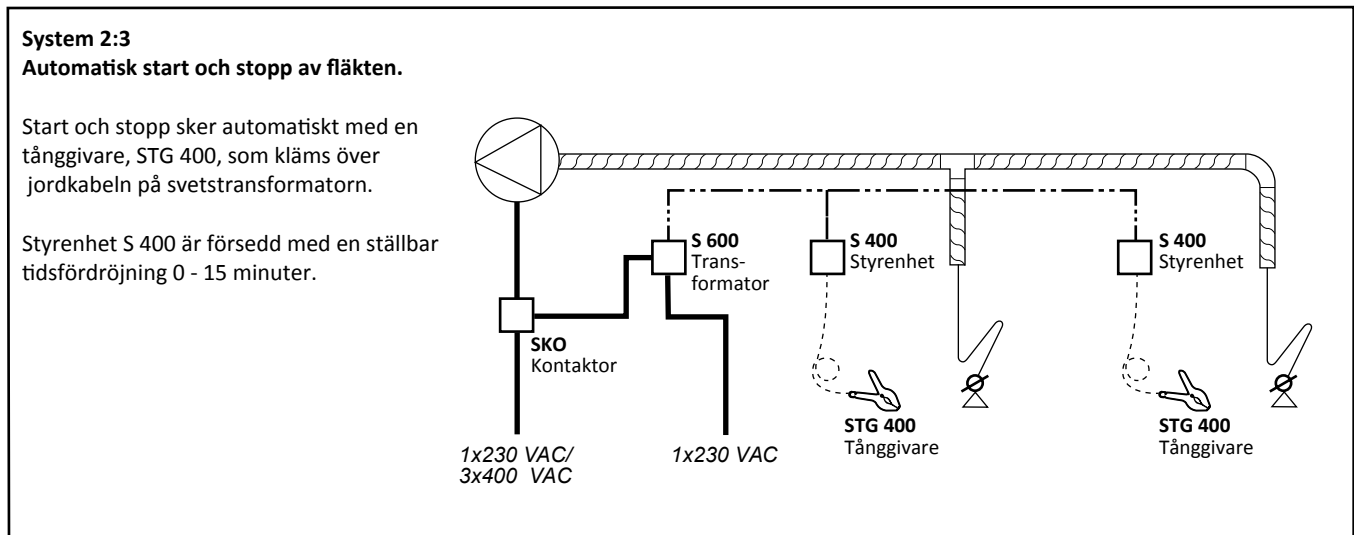 System 2:3
Automatisk start och stopp av fläkten.
Start och stopp sker automatiskt med en
tånggivare, STG 400, som kläms över
jordkabeln på svetstransformatorn.
Styrenhet S 400 är försedd med en ställbar
tidsfördröjning 0 - 15 minuter.
S 600
Trans-
formator
S 400
Styrenhet
S 400
Styrenhet
SKO
Kontaktor
STG 400
Tånggivare
STG 400
Tånggivare
1x230 VAC/
3x400 VAC
1x230 VAC